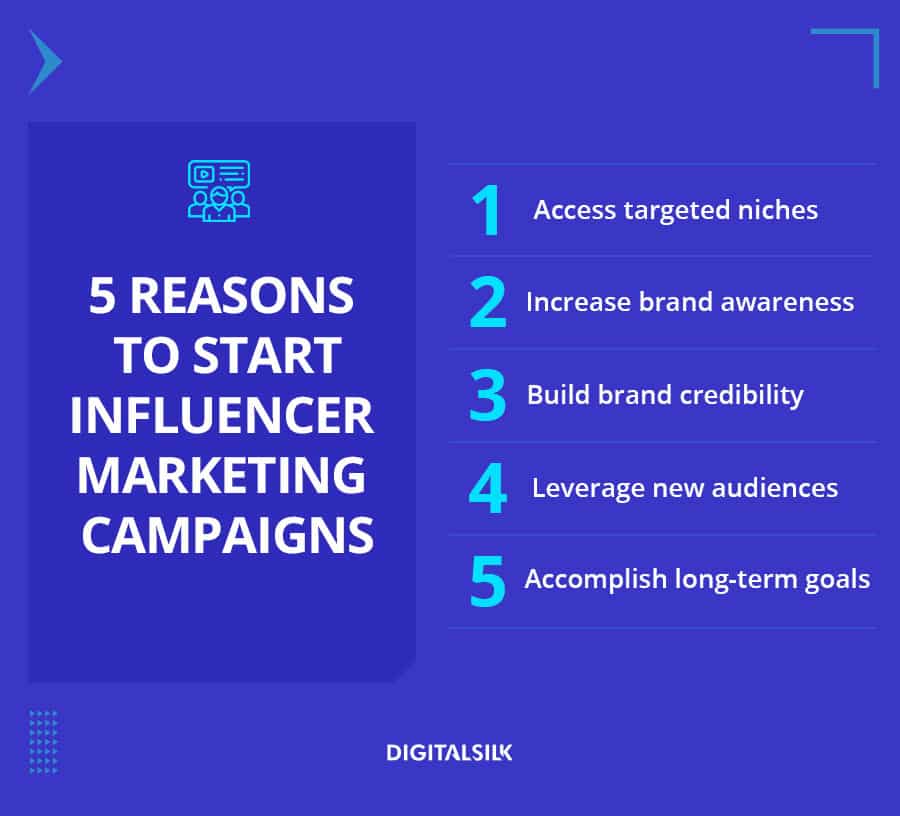 5 REASONS
TO START
INFLUENCER
MARKETING
CAMPAIGNS
1 Access targeted niches
2 Increase brand awareness
3 Build brand credibility
4 Leverage new audiences
5 Accomplish long-term goals
DIGITALSILK